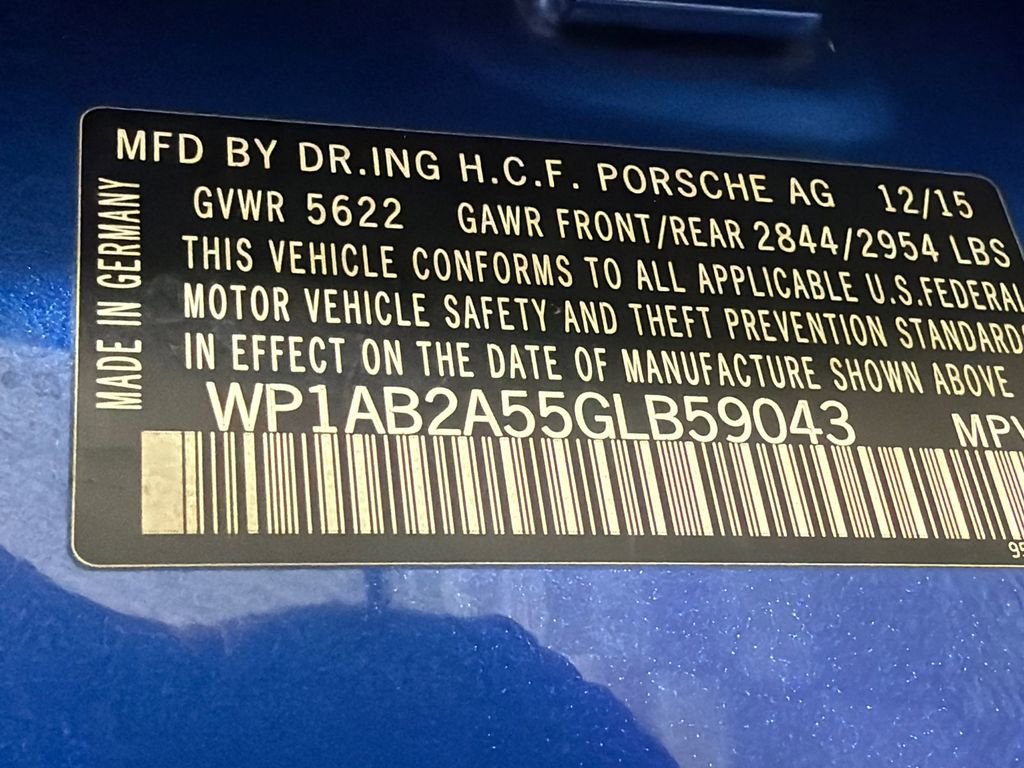 MFD BY DR.ING H.C.F. PORSCHE AG 12/15
GVWR 5622 GAWR FRONT/REAR 2844/2954 LBS
THIS VEHICLE CONFORMS TO ALL APPLICABLE U.S.FEDERAL
MOTOR VEHICLE SAFETY AND THEFT PREVENTION STANDARDS
IN EFFECT ON THE DATE OF MANUFACTURE SHOWN ABOVE
WP1AB2A55GLB59043 MPV
MADE IN GERMANY